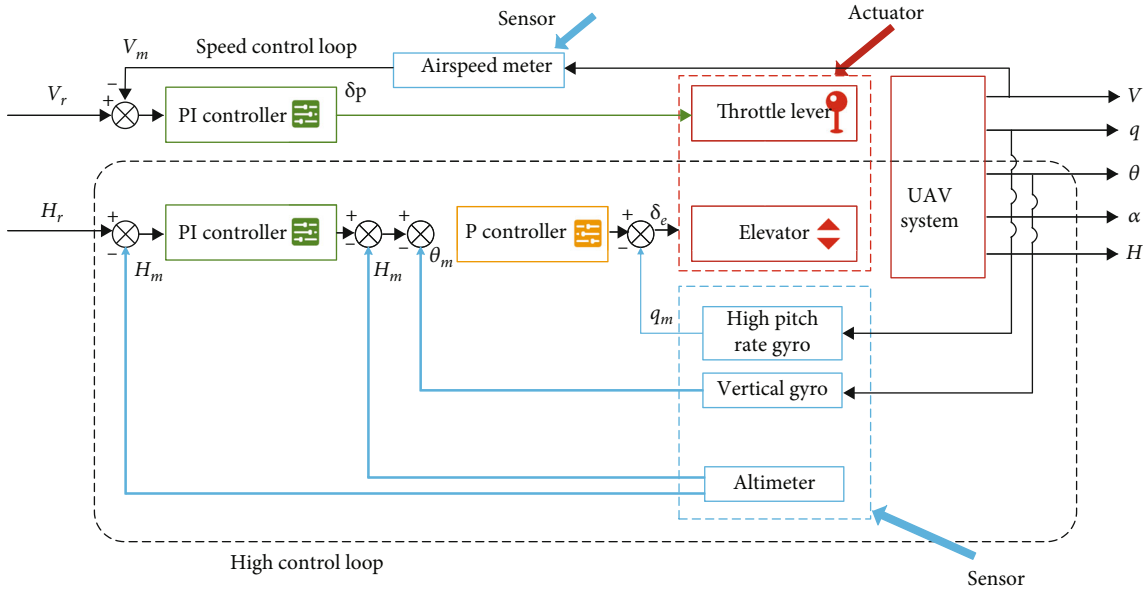 Sensor
Actuator
Speed control loop
V_m
Airspeed meter
−
V_r
+
PI controller
δp
Throttle lever
V
q
θ
α
H
UAV
system
H_r
+
−
H_m
PI controller
+
−
H_m
+
−
θ_m
P controller
+
−
δ_e
Elevator
q_m
High pitch
rate gyro
Vertical gyro
Altimeter
High control loop
Sensor